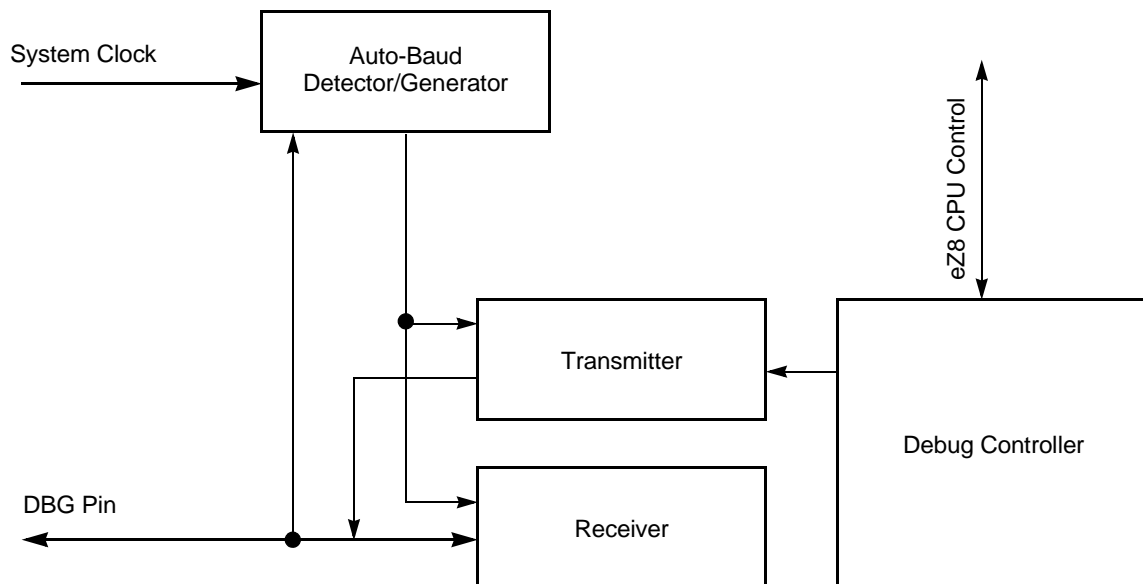 System Clock
Auto-Baud
Detector/Generator
eZ8 CPU Control
Transmitter
Debug Controller
DBG Pin
Receiver